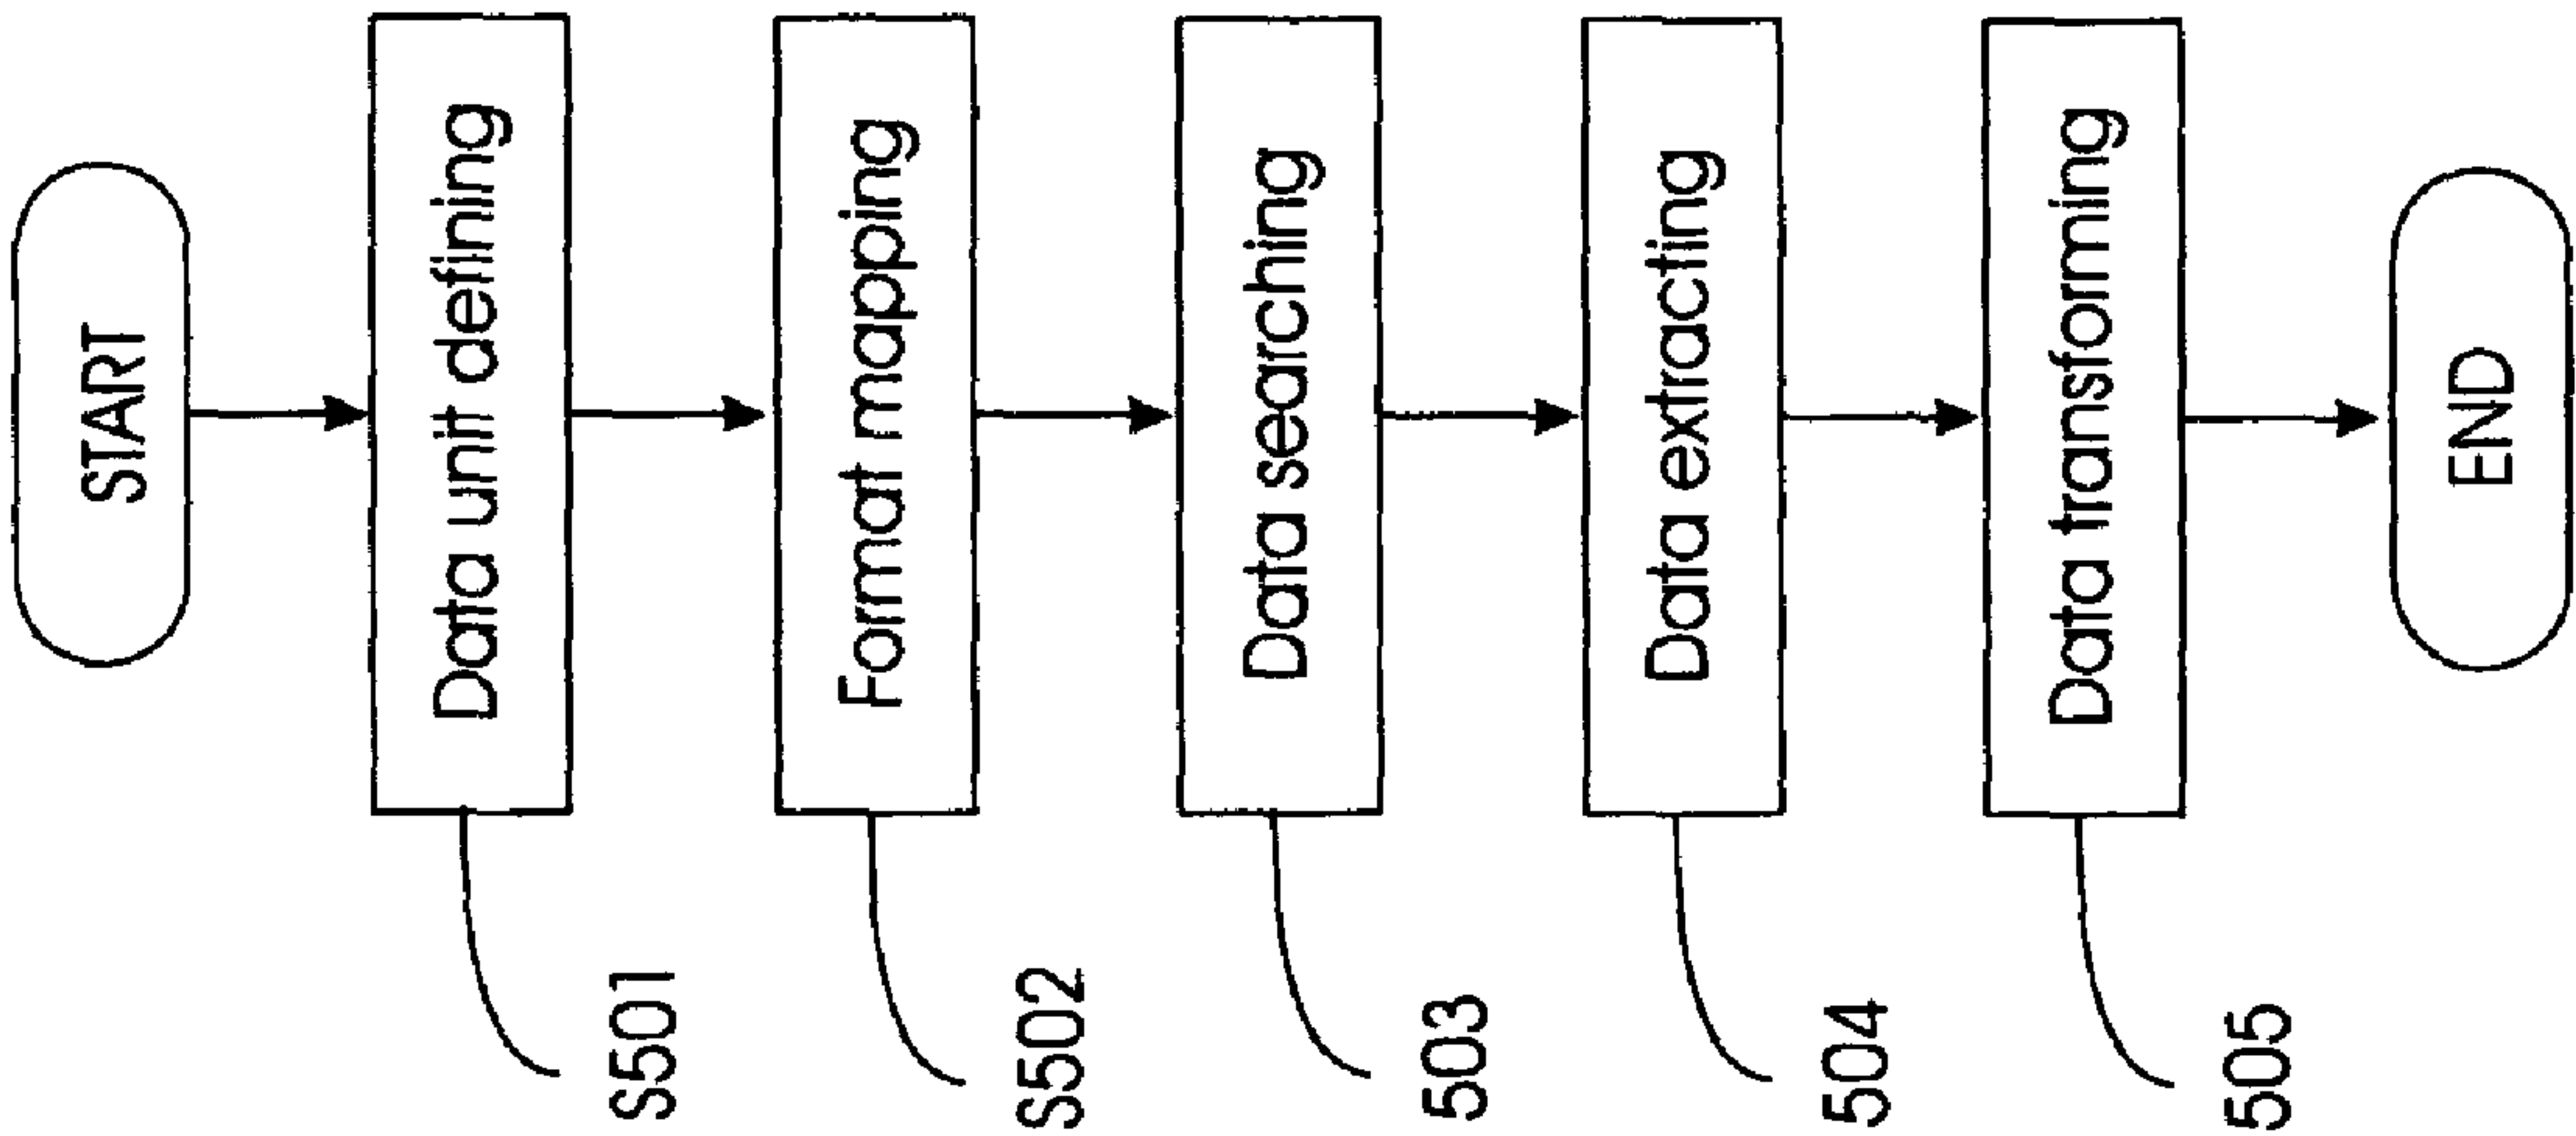 START
Data unit defining
S501
Format mapping
S502
Data searching
503
Data extracting
504
Data transforming
505
END